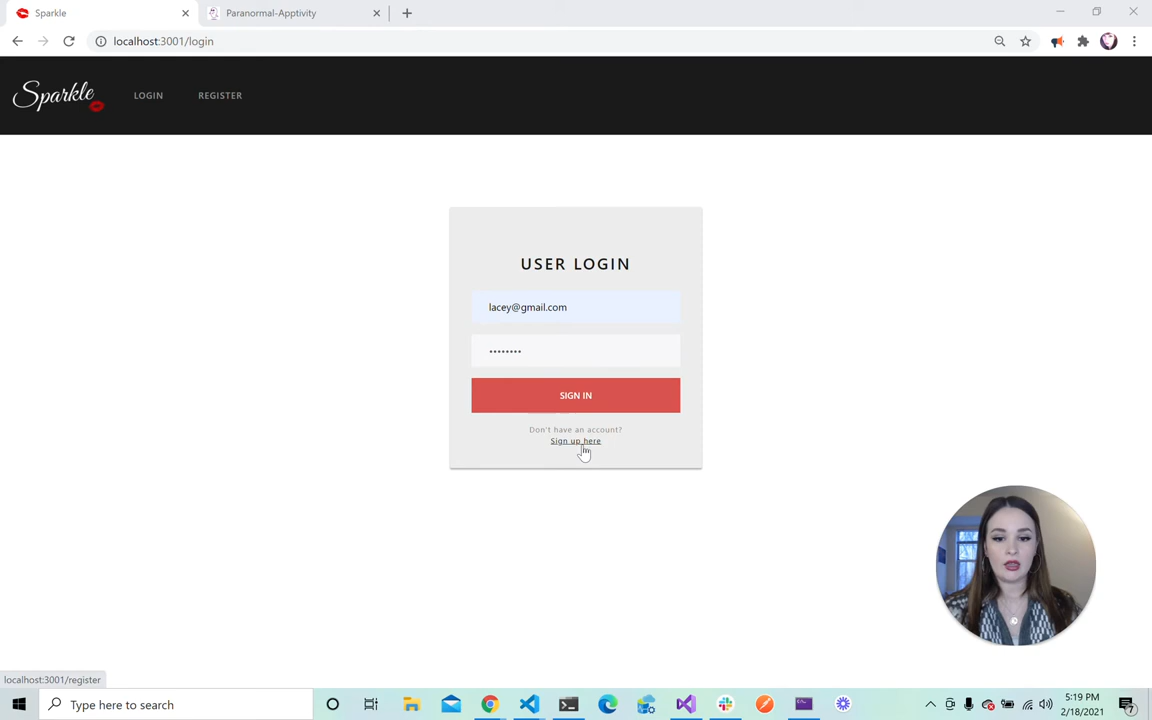 Sparkle
Paranormal-Apptivity
localhost:3001/login
Sparkle
LOGIN
REGISTER
USER LOGIN
lacey@gmail.com
••••••••
SIGN IN
Don't have an account?
Sign up here
localhost:3001/register
Type here to search
5:19 PM
2/18/2021
7